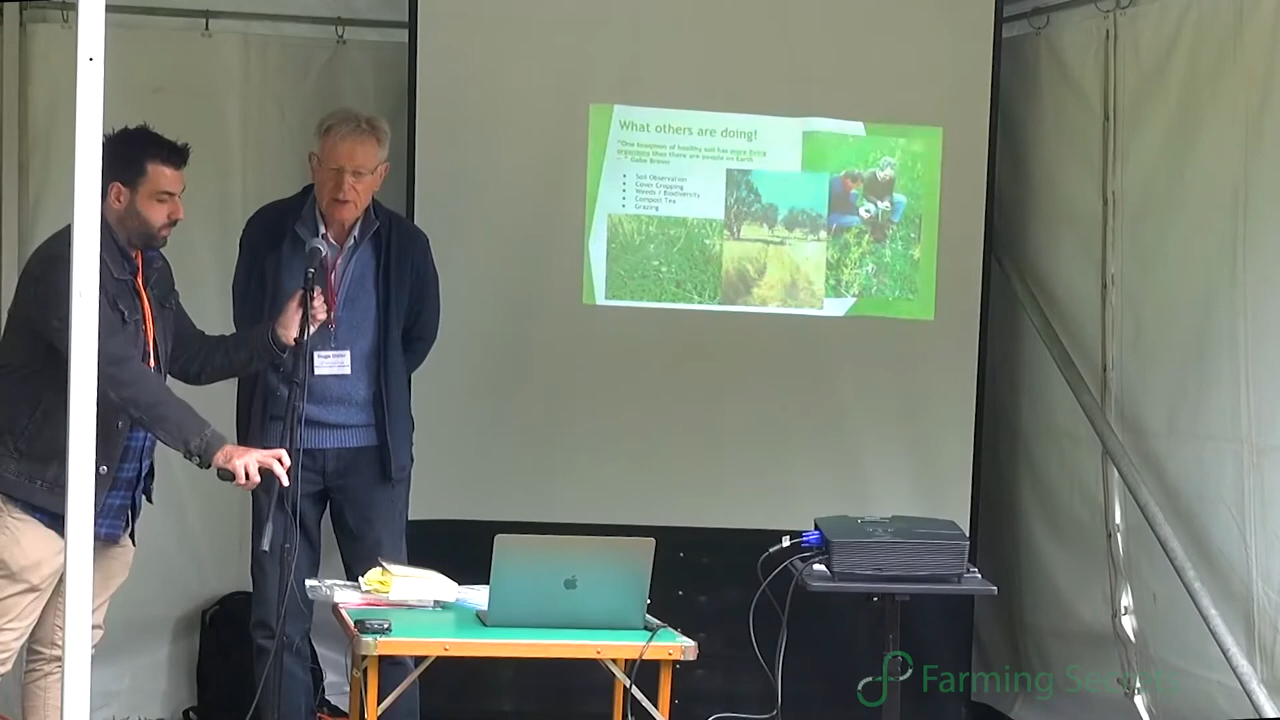 What others are doing!
"One teaspoon of healthy soil has more living
organisms than there are people on Earth
" Gabe Brown
Soil Observation
Cover Cropping
Weeds / Biodiversity
Compost Tea
Grazing
Farming Secrets